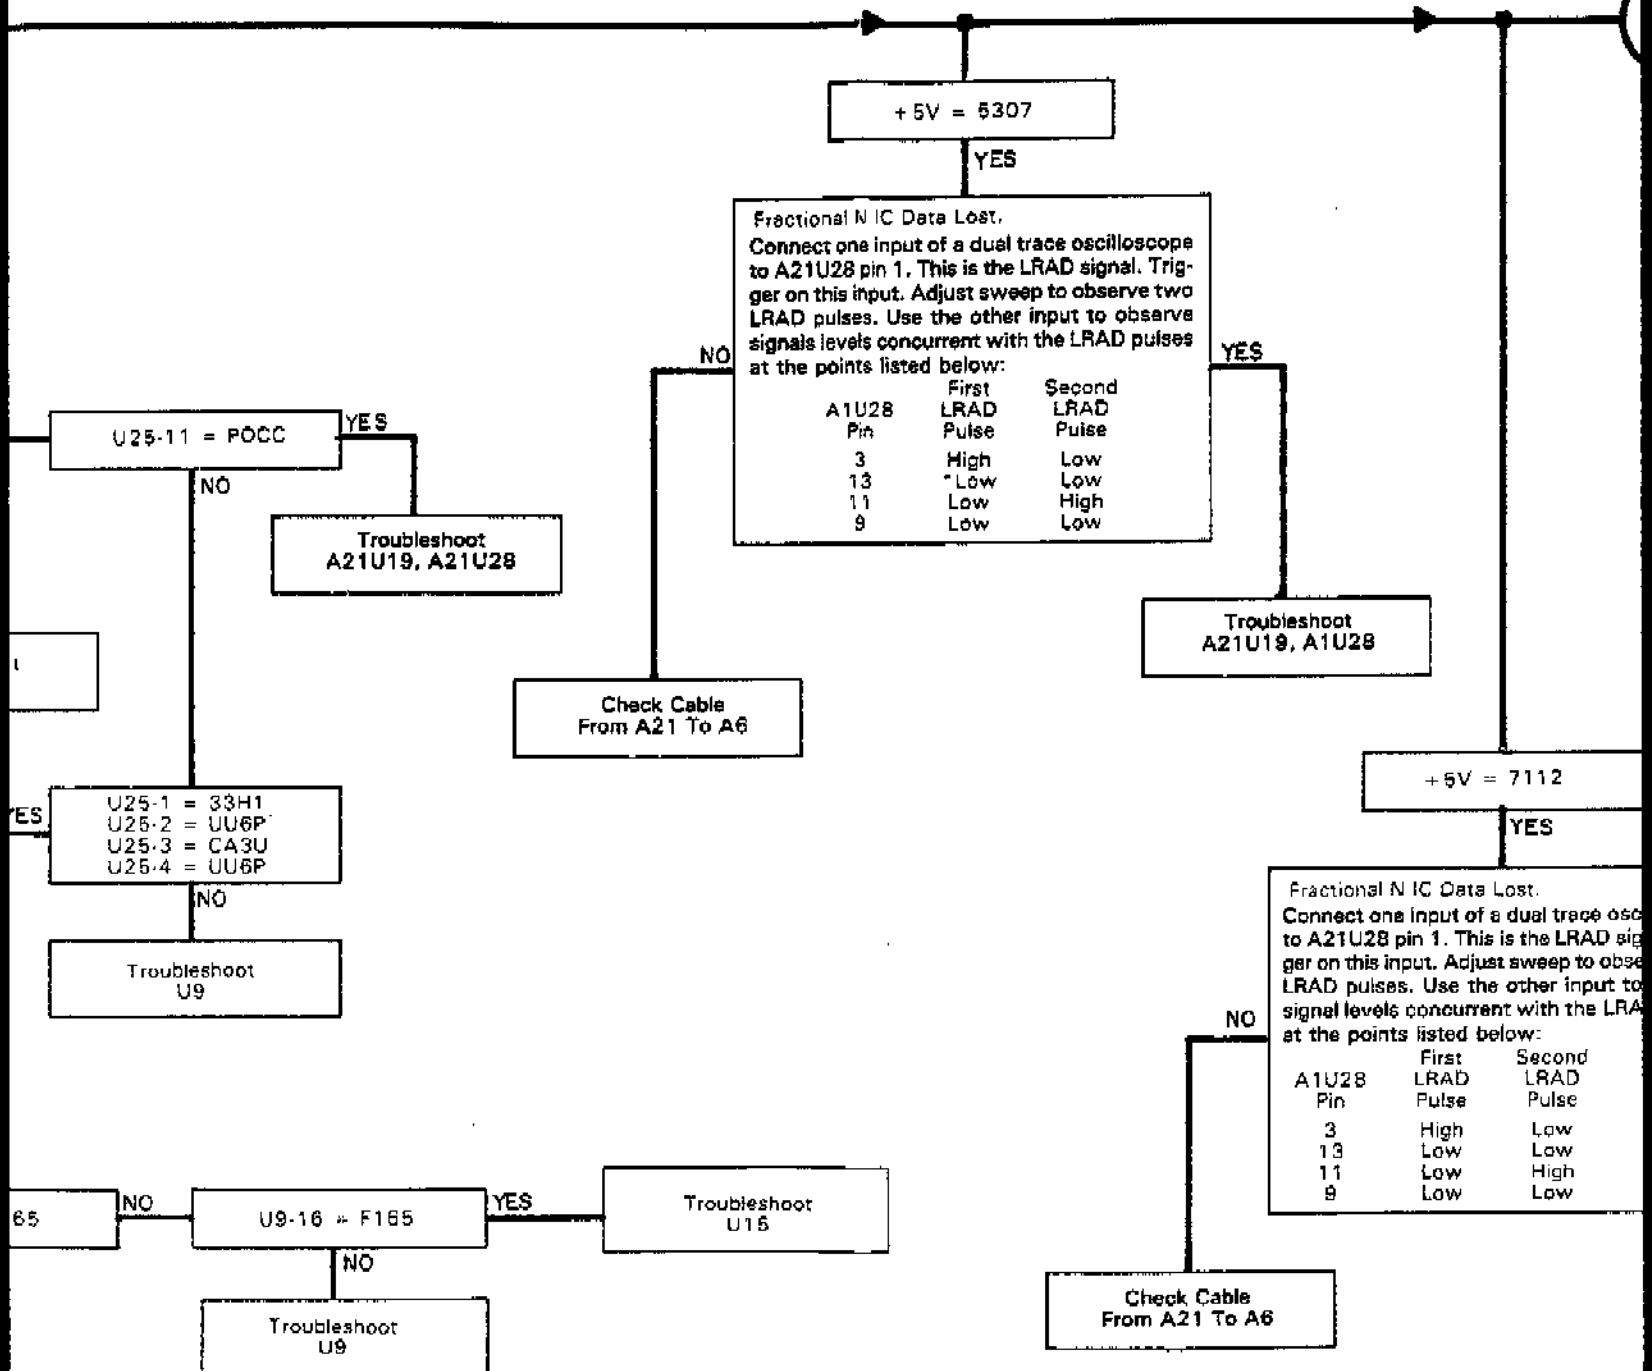 +5V = 5307
YES
Fractional N IC Data Lost.
Connect one input of a dual trace oscilloscope
to A21U28 pin 1. This is the LRAD signal. Trig-
ger on this input. Adjust sweep to observe two
LRAD pulses. Use the other input to observe
signals levels concurrent with the LRAD pulses
at the points listed below:
First Second
A1U28 LRAD LRAD
Pin Pulse Pulse
3 High Low
13 Low Low
11 Low High
9 Low Low
NO
YES
U25-11 = POCC
YES
NO
Troubleshoot
A21U19, A21U28
Troubleshoot
A21U19, A1U28
Check Cable
From A21 To A6
+5V = 7112
YES
YES
U25-1 = 33H1
U25-2 = UU6P
U25-3 = CA3U
U25-4 = UU6P
NO
Troubleshoot
U9
Fractional N IC Data Lost.
Connect one input of a dual trace osc
to A21U28 pin 1. This is the LRAD sig
ger on this input. Adjust sweep to obse
LRAD pulses. Use the other input to
signal levels concurrent with the LRA
at the points listed below:
First Second
A1U28 LRAD LRAD
Pin Pulse Pulse
3 High Low
13 Low Low
11 Low High
9 Low Low
NO
65
NO
U9-16 = F165
YES
Troubleshoot
U15
NO
Troubleshoot
U9
Check Cable
From A21 To A6